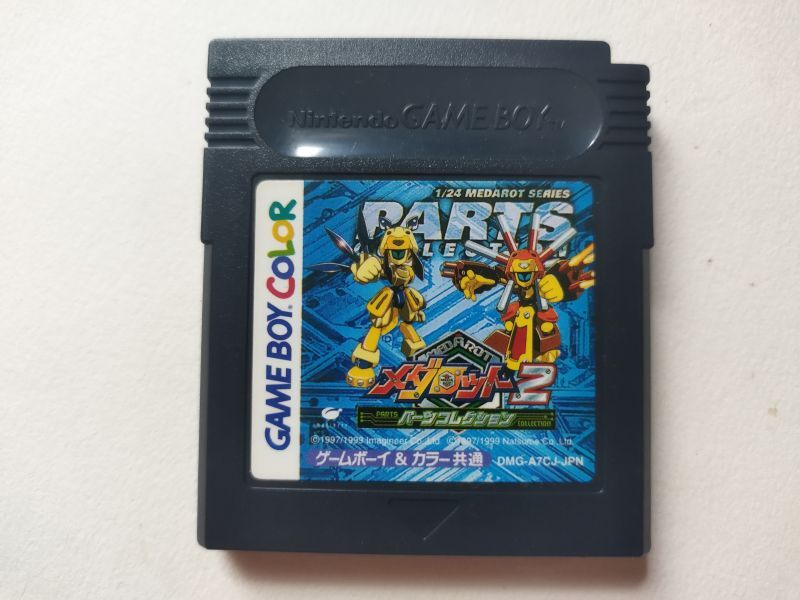 Nintendo GAME BOY TM
GAME BOY COLOR
1/24 MEDAROT SERIES
PARTS
COLLECTION
MEDAROT
メダロット2
PARTS パーツコレクション COLLECTION
©1997/1999 Imagineer Co.,Ltd. ©1997/1999 Natsume Co.,Ltd.
ゲームボーイ & カラー共通 DMG-A7CJ-JPN